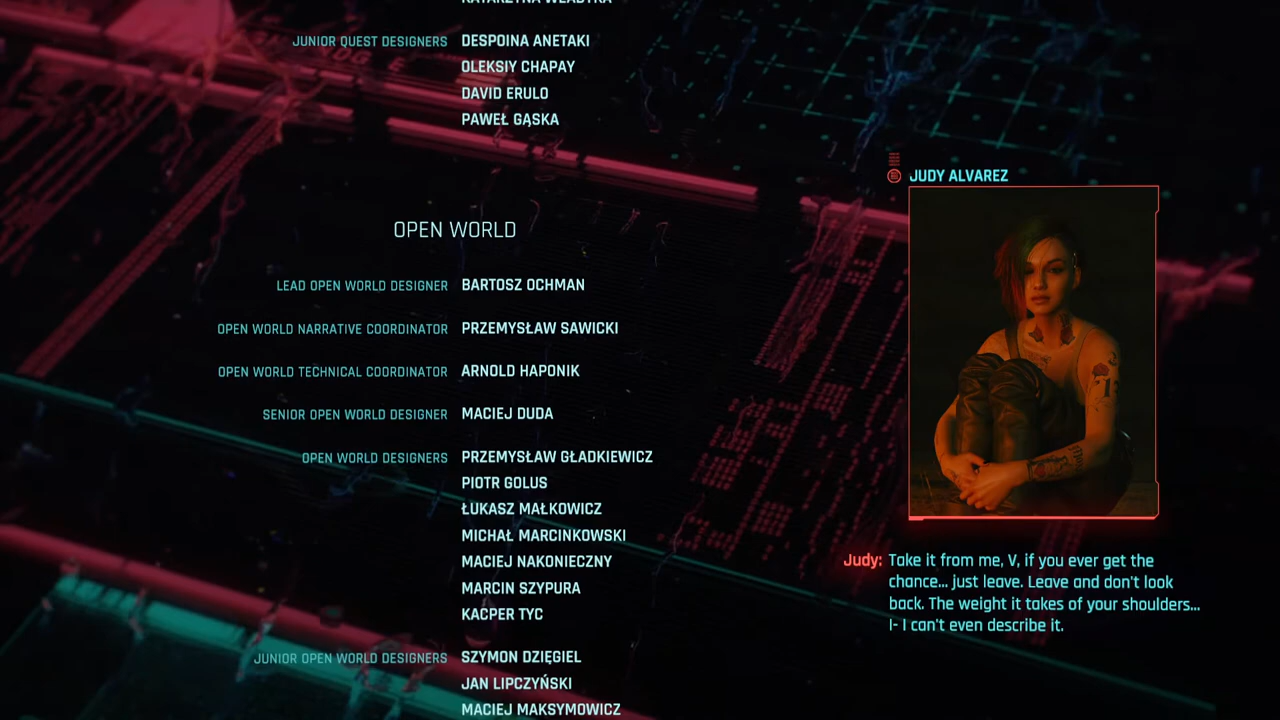 KATARZYNA WŁADYKA
JUNIOR QUEST DESIGNERS DESPOINA ANETAKI
OLEKSIY CHAPAY
DAVID ERULO
PAWEŁ GĄSKA
OPEN WORLD
LEAD OPEN WORLD DESIGNER BARTOSZ OCHMAN
OPEN WORLD NARRATIVE COORDINATOR PRZEMYSŁAW SAWICKI
OPEN WORLD TECHNICAL COORDINATOR ARNOLD HAPONIK
SENIOR OPEN WORLD DESIGNER MACIEJ DUDA
OPEN WORLD DESIGNERS PRZEMYSŁAW GŁADKIEWICZ
PIOTR GOLUS
ŁUKASZ MAŁKOWICZ
MICHAŁ MARCINKOWSKI
MACIEJ NAKONIECZNY
MARCIN SZYPURA
KACPER TYC
JUNIOR OPEN WORLD DESIGNERS SZYMON DZIĘGIEL
JAN LIPCZYŃSKI
MACIEJ MAKSYMOWICZ
JUDY ALVAREZ
Judy: Take it from me, V, if you ever get the
chance... just leave. Leave and don't look
back. The weight it takes of your shoulders...
I- I can't even describe it.